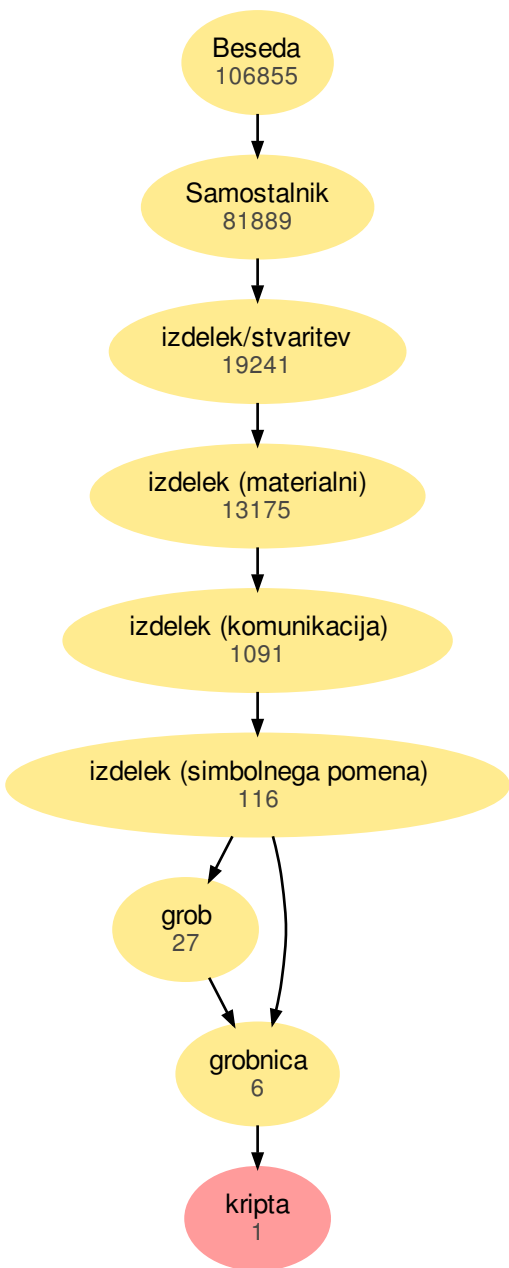 Beseda
106855
Samostalnik
81889
izdelek/stvaritev
19241
izdelek (materialni)
13175
izdelek (komunikacija)
1091
izdelek (simbolnega pomena)
116
grob
27
grobnica
6
kripta
1